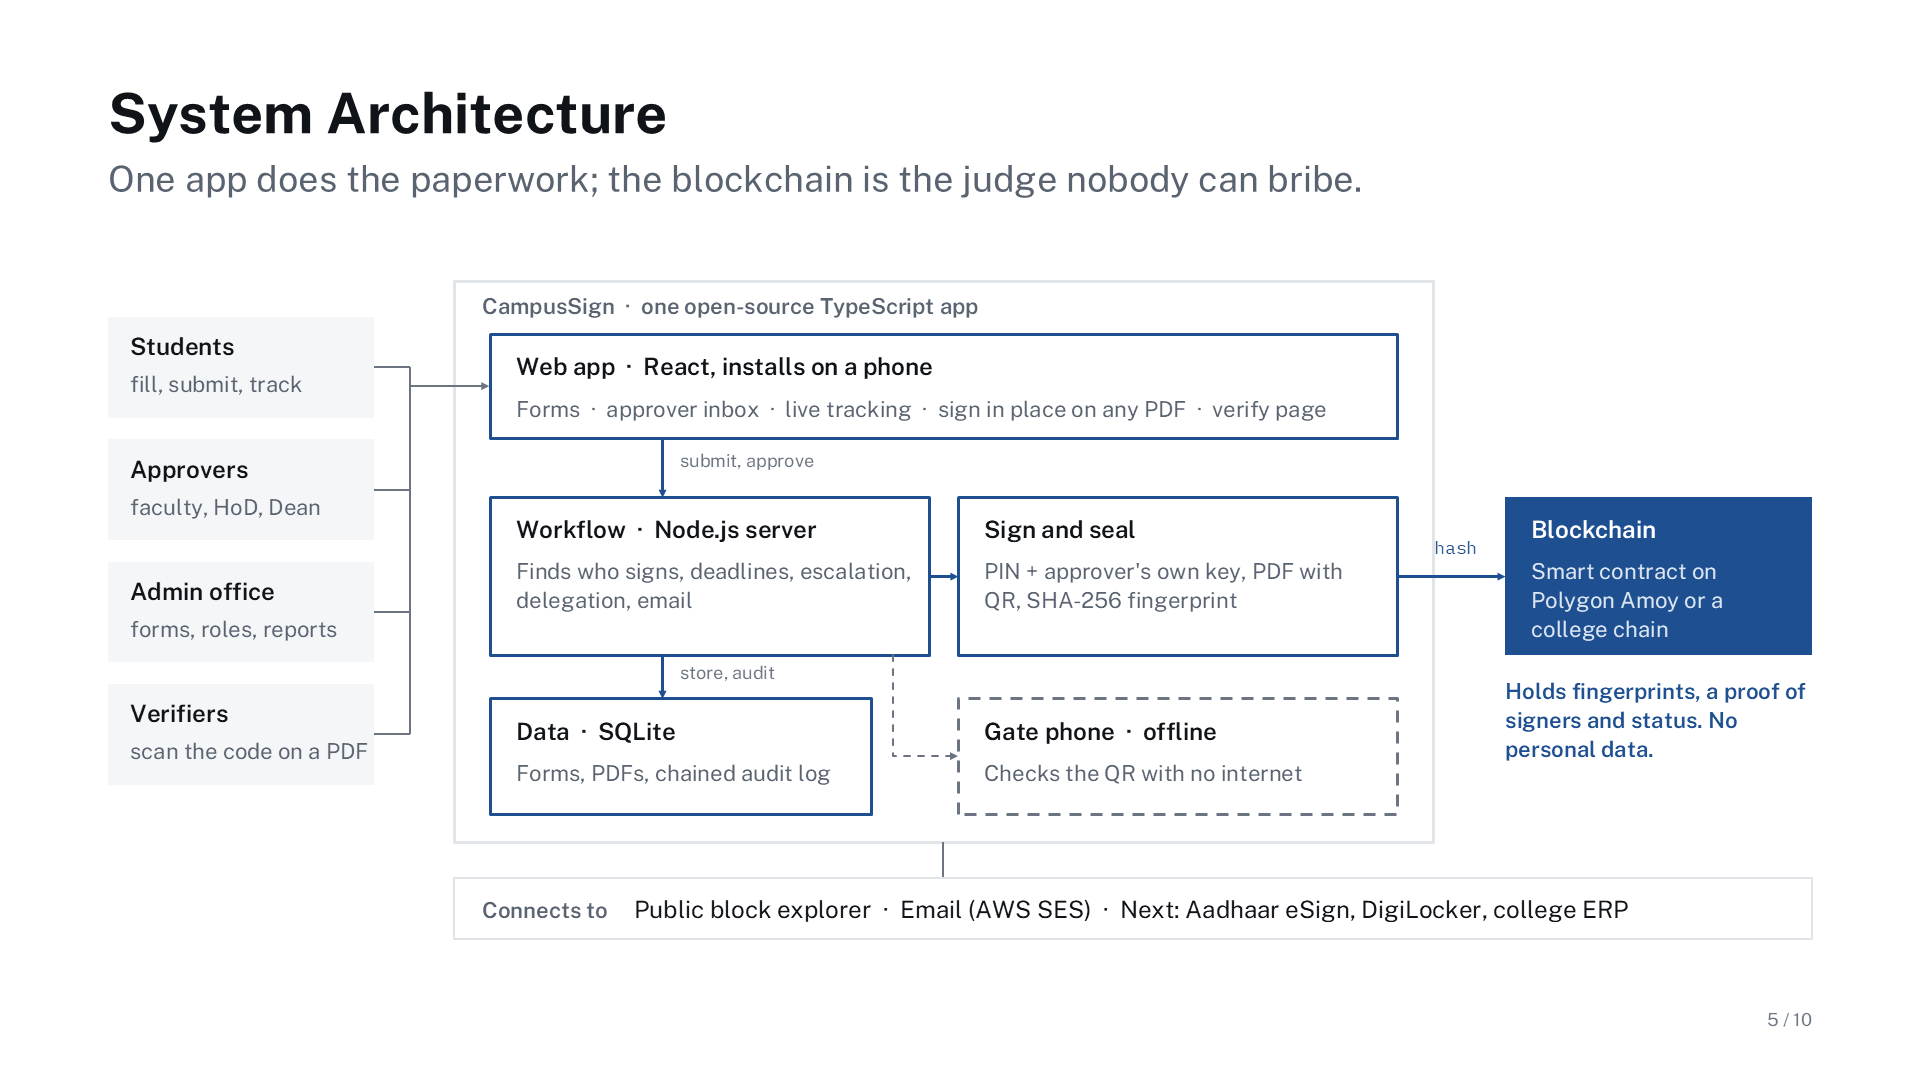 System Architecture
One app does the paperwork; the blockchain is the judge nobody can bribe.
Students
fill, submit, track
Approvers
faculty, HoD, Dean
Admin office
forms, roles, reports
Verifiers
scan the code on a PDF
CampusSign · one open-source TypeScript app
Web app · React, installs on a phone
Forms · approver inbox · live tracking · sign in place on any PDF · verify page
submit, approve
Workflow · Node.js server
Finds who signs, deadlines, escalation,
delegation, email
Sign and seal
PIN + approver's own key, PDF with
QR, SHA-256 fingerprint
hash
Blockchain
Smart contract on
Polygon Amoy or a
college chain
Holds fingerprints, a proof of
signers and status. No
personal data.
store, audit
Data · SQLite
Forms, PDFs, chained audit log
Gate phone · offline
Checks the QR with no internet
Connects to Public block explorer · Email (AWS SES) · Next: Aadhaar eSign, DigiLocker, college ERP
5 / 10